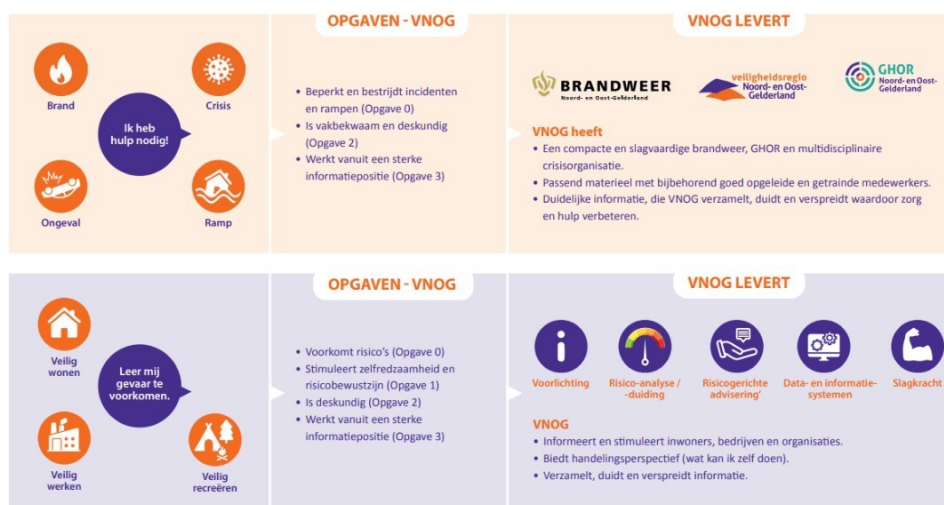 OPGAVEN - VNOG
VNOG LEVERT
Brand
Crisis
Ik heb
hulp nodig!
Ongeval
Ramp
• Beperkt en bestrijdt incidenten
en rampen (Opgave 0)
• Is vakbekwaam en deskundig
(Opgave 2)
• Werkt vanuit een sterke
informatiepositie (Opgave 3)
BRANDWEER
Noord- en Oost-Gelderland
veiligheidsregio
Noord- en Oost-
Gelderland
GHOR
Noord- en Oost-
Gelderland
VNOG heeft
• Een compacte en slagvaardige brandweer, GHOR en multidisciplinaire
crisisorganisatie.
• Passend materieel met bijbehorend goed opgeleide en getrainde medewerkers.
• Duidelijke informatie, die VNOG verzamelt, duidt en verspreidt waardoor zorg
en hulp verbeteren.
OPGAVEN - VNOG
VNOG LEVERT
Veilig
wonen
Leer mij
gevaar te
voorkomen.
Veilig
werken
Veilig
recreëren
• Voorkomt risico's (Opgave 0)
• Stimuleert zelfredzaamheid en
risicobewustzijn (Opgave 1)
• Is deskundig (Opgave 2)
• Werkt vanuit een sterke
informatiepositie (Opgave 3)
Voorlichting
Risico-analyse /
-duiding
Risicogerichte
advisering'
Data- en informatie-
systemen
Slagkracht
VNOG
• Informeert en stimuleert inwoners, bedrijven en organisaties.
• Biedt handelingsperspectief (wat kan ik zelf doen).
• Verzamelt, duidt en verspreidt informatie.